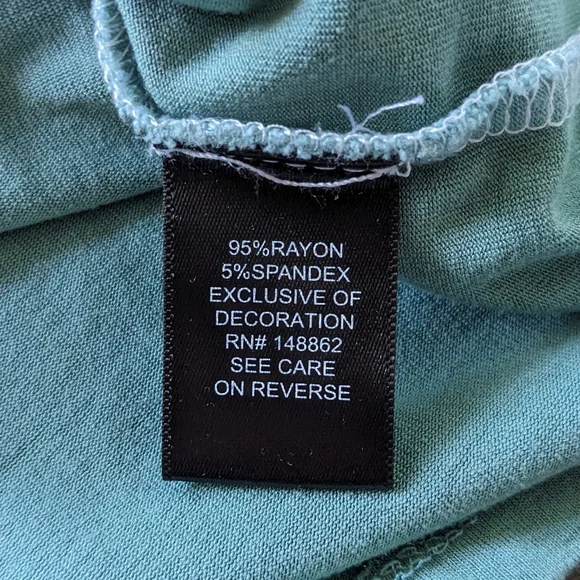 95%RAYON
5%SPANDEX
EXCLUSIVE OF
DECORATION
RN# 148862
SEE CARE
ON REVERSE